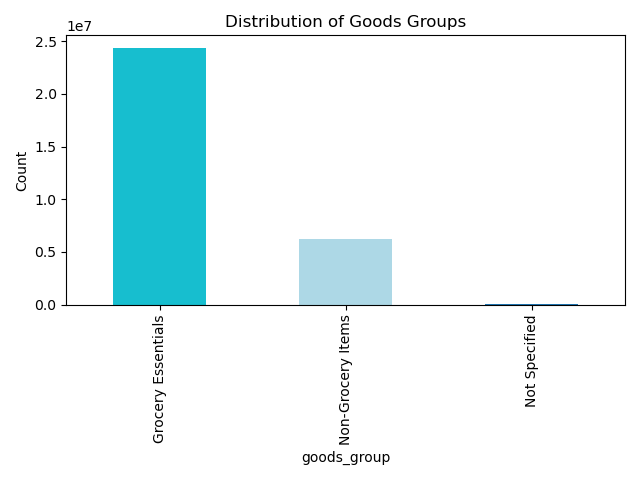 Distribution of Goods Groups
1e7
2.5
2.0
1.5
1.0
0.5
0.0
Count
Grocery Essentials
Non-Grocery Items
Not Specified
goods_group